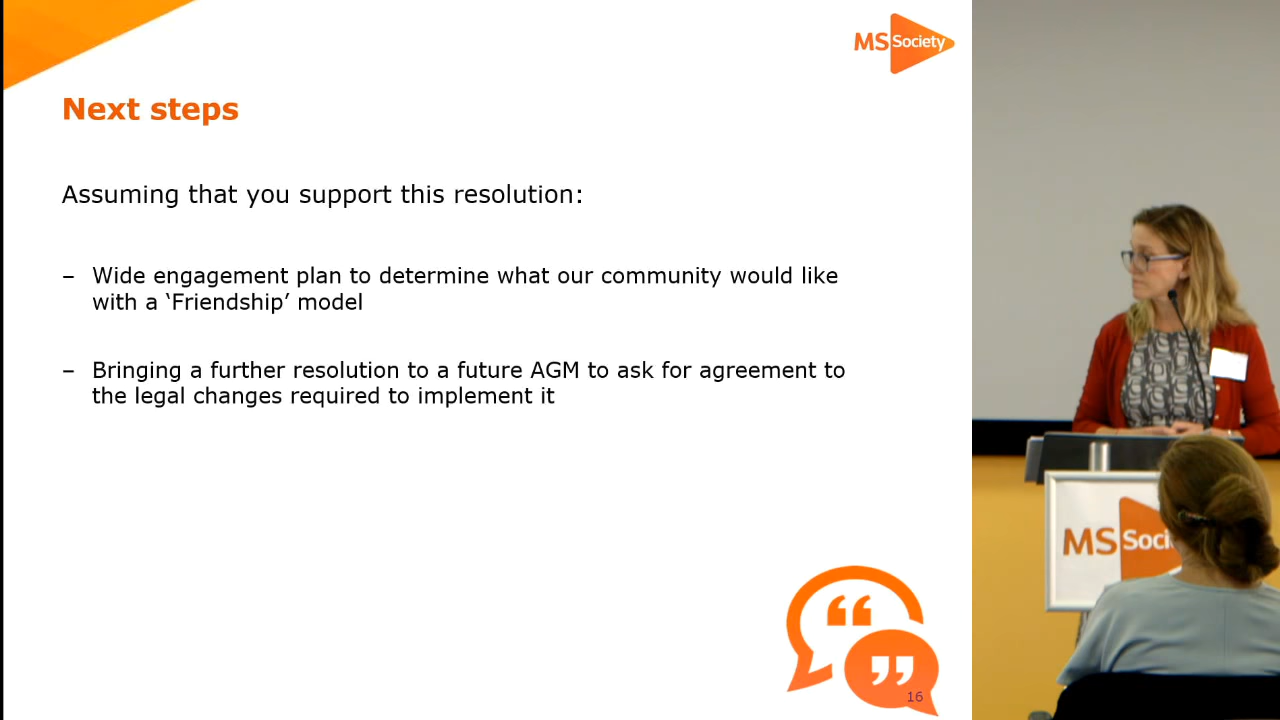 MS Society
Next steps
Assuming that you support this resolution:
– Wide engagement plan to determine what our community would like
with a ‘Friendship’ model
– Bringing a further resolution to a future AGM to ask for agreement to
the legal changes required to implement it
MS Soci
“
”
16